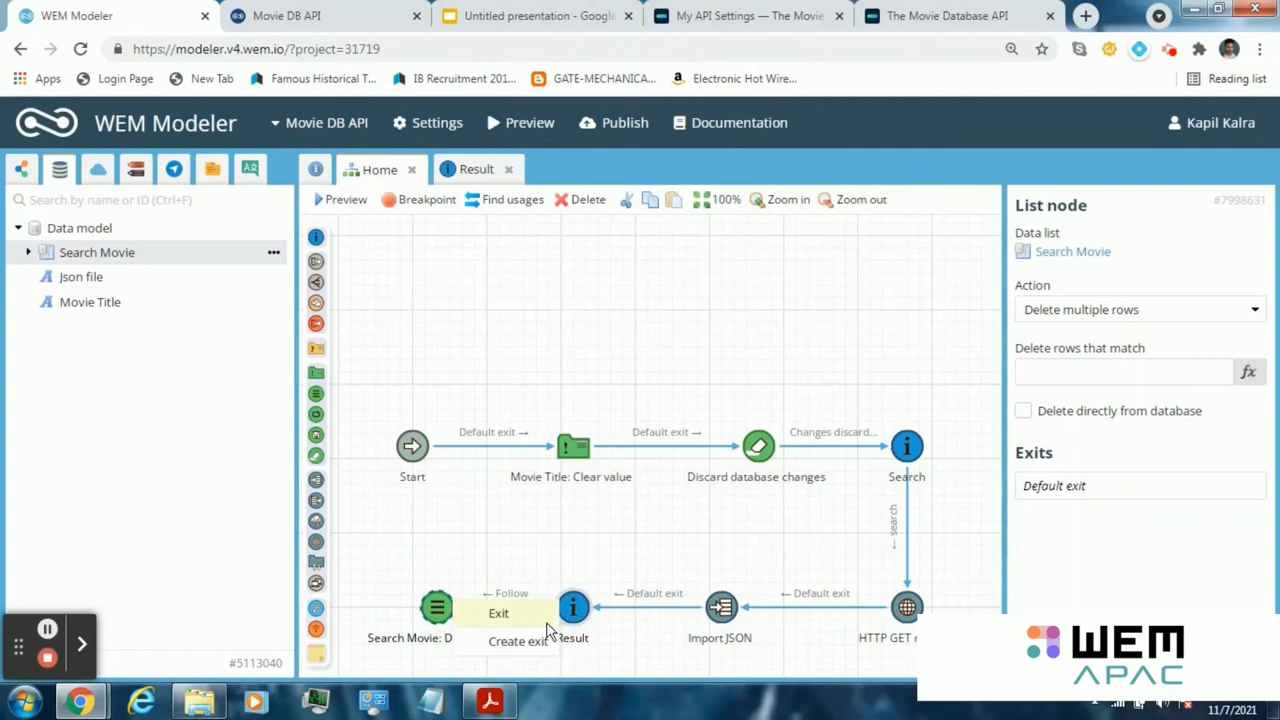 WEM Modeler
Movie DB API
Untitled presentation - Google
My API Settings — The Movie
The Movie Database API
https://modeler.v4.wem.io/?project=31719
Apps
Login Page
New Tab
Famous Historical T...
IB Recruitment 201...
GATE-MECHANICA...
Electronic Hot Wire...
Reading list
WEM Modeler
Movie DB API
Settings
Preview
Publish
Documentation
Kapil Kalra
Home
Result
Search by name or ID (Ctrl+F)
Preview
Breakpoint
Find usages
Delete
100%
Zoom in
Zoom out
Data model
Search Movie
Json file
Movie Title
#5113040
Default exit →
Default exit →
Changes discard...
Start
Movie Title: Clear value
Discard database changes
Search
← search
← Follow
← Default exit
← Default exit
Exit
Create exit
Search Movie: D
Result
Import JSON
HTTP GET r
List node
#7998631
Data list
Search Movie
Action
Delete multiple rows
Delete rows that match
fx
Delete directly from database
Exits
Default exit
WEM
APAC
11/7/2021